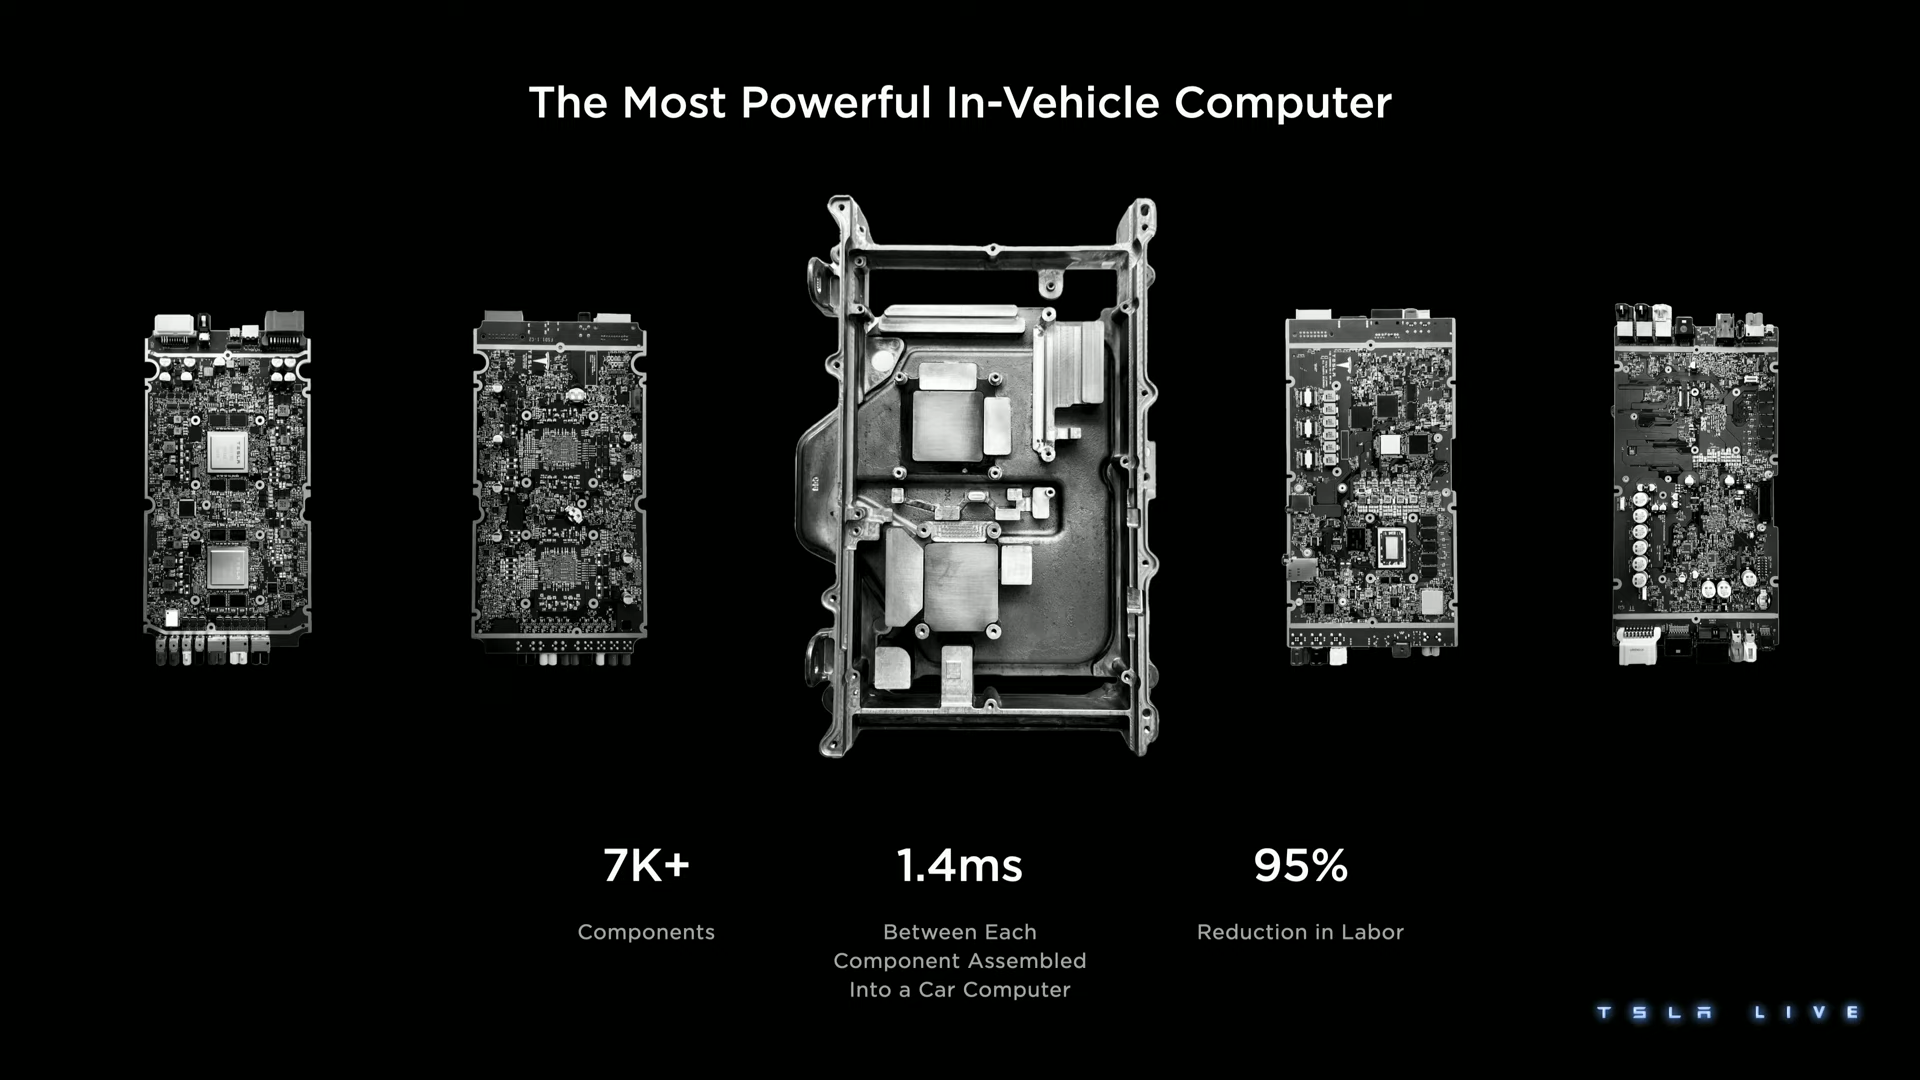 The Most Powerful In-Vehicle Computer
7K+
Components
1.4ms
Between Each
Component Assembled
Into a Car Computer
95%
Reduction in Labor
TSLA LIVE